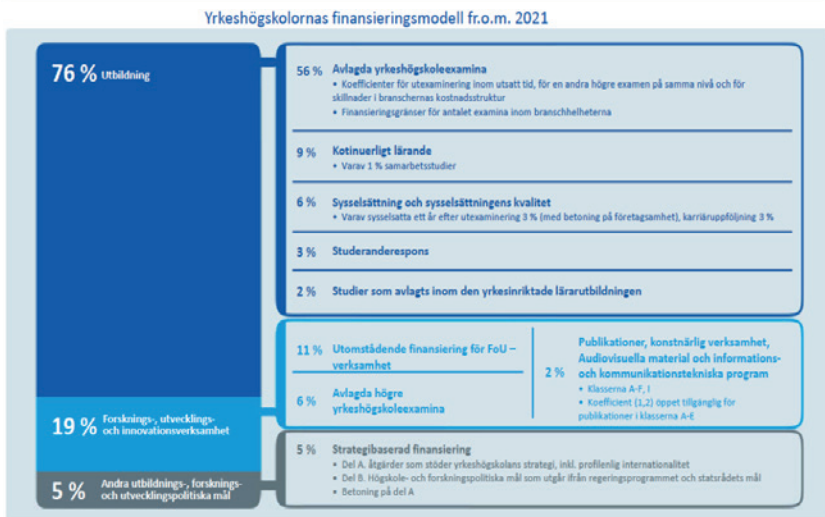 Yrkeshögskolornas finansieringsmodell fr.o.m. 2021
76 % Utbildning
56 % Avlagda yrkeshögskoleexamina
• Koefficienter för utexaminering inom utsatt tid, för en andra högre examen på samma nivå och för
skillnader i branschernas kostnadsstruktur
• Finansieringsgränser för antalet examina inom branschhelheterna
9 % Kotinuerligt lärande
• Varav 1 % samarbetsstudier
6 % Sysselsättning och sysselsättningens kvalitet
• Varav sysselsatta ett år efter utexaminering 3 % (med betoning på företagsamhet), karriäruppföljning 3 %
3 % Studeranderespons
2 % Studier som avlagts inom den yrkesinriktade lärarutbildningen
19 % Forsknings-, utvecklings-
och innovationsverksamhet
11 % Utomstådende finansiering för FoU –
verksamhet
6 % Avlagda högre
yrkeshögskoleexamina
2 % Publikationer, konstnärlig verksamhet,
Audiovisuella material och informations-
och kommunikationstekniska program
• Klasserna A-F, I
• Koefficient (1,2) öppet tillgänglig för
publikationer i klasserna A-E
5 % Andra utbildnings-, forsknings-
och utvecklingspolitiska mål
5 % Strategibaserad finansiering
• Del A. åtgärder som stöder yrkeshögskolans strategi, inkl. profilenlig internationalitet
• Del B. Högskole- och forskningspolitiska mål som utgår ifrån regeringsprogrammet och statsrådets mål
• Betoning på del A